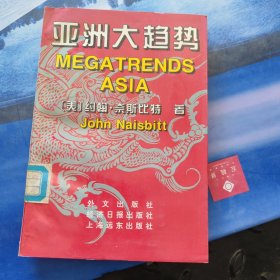 亚洲大趋势
MEGATRENDS
ASIA
[美]约翰·奈斯比特 著
John Naisbitt
外文出版社
经济日报出版社
上海远东出版社